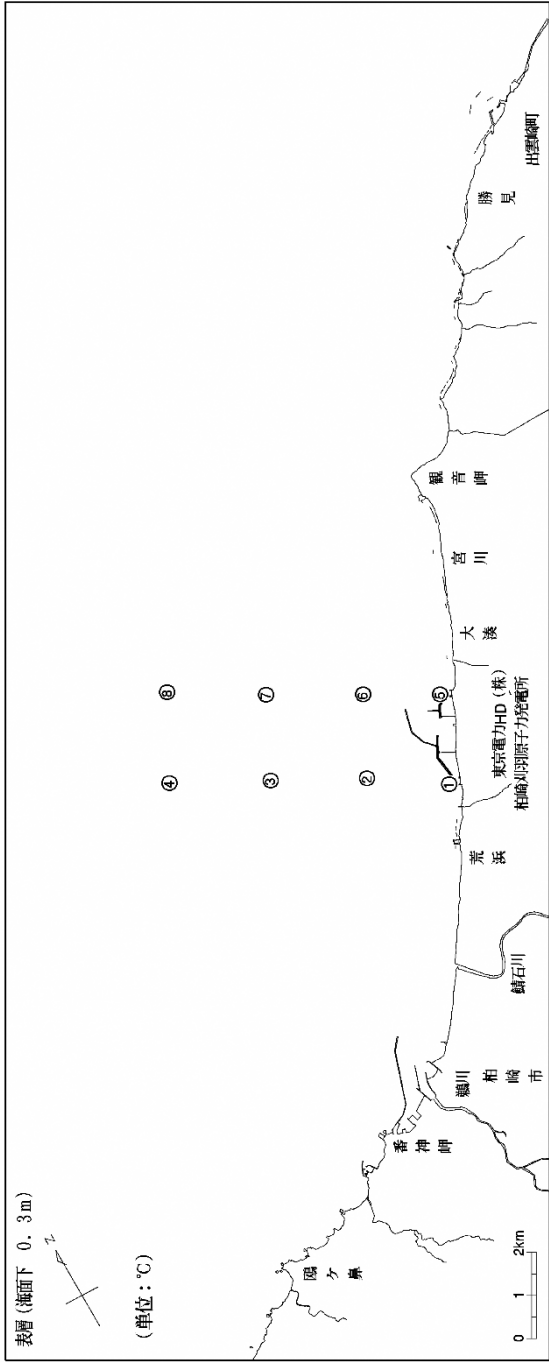 表層(海面下 0.3m)
N
(単位:℃)
④
⑧
③
⑦
②
⑥
①
⑤
鴎ケ鼻
番神岬
鵜川
柏崎市
鯖石川
荒浜
東京電力HD(株)
柏崎刈羽原子力発電所
大湊
宮川
観音岬
勝見
出雲崎町
0 1 2km